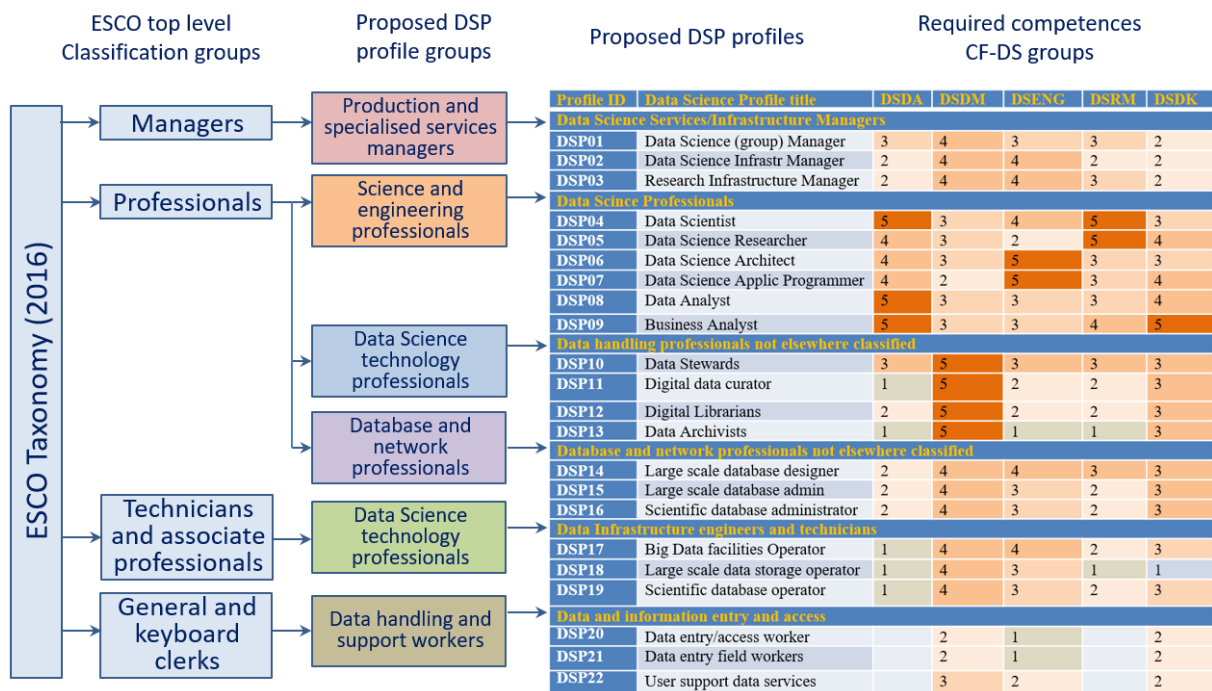 ESCO top level
Classification groups
Proposed DSP
profile groups
Proposed DSP profiles
Required competences
CF-DS groups
ESCO Taxonomy (2016)
Managers
Professionals
Technicians
and associate
professionals
General and
keyboard
clerks
Production and
specialised services
managers
Science and
engineering
professionals
Data Science
technology
professionals
Database and
network
professionals
Data Science
technology
professionals
Data handling and
support workers
Profile ID Data Science Profile title DSDA DSDM DSENG DSRM DSDK
Data Science Services/Infrastructure Managers
DSP01 Data Science (group) Manager 3 4 3 3 2
DSP02 Data Science Infrastr Manager 2 4 4 2 2
DSP03 Research Infrastructure Manager 2 4 4 3 2
Data Scince Professionals
DSP04 Data Scientist 5 3 4 5 3
DSP05 Data Science Researcher 4 3 2 5 4
DSP06 Data Science Architect 4 3 5 3 3
DSP07 Data Science Applic Programmer 4 2 5 3 4
DSP08 Data Analyst 5 3 3 3 4
DSP09 Business Analyst 5 3 3 4 5
Data handling professionals not elsewhere classified
DSP10 Data Stewards 3 5 3 3 3
DSP11 Digital data curator 1 5 2 2 3
DSP12 Digital Librarians 2 5 2 2 3
DSP13 Data Archivists 1 5 1 1 3
Database and network professionals not elsewhere classified
DSP14 Large scale database designer 2 4 4 3 3
DSP15 Large scale database admin 2 4 3 2 3
DSP16 Scientific database administrator 2 4 3 2 3
Data Infrastructure engineers and technicians
DSP17 Big Data facilities Operator 1 4 4 2 3
DSP18 Large scale data storage operator 1 4 3 1 1
DSP19 Scientific database operator 1 4 3 2 3
Data and information entry and access
DSP20 Data entry/access worker 2 1 2
DSP21 Data entry field workers 2 1 2
DSP22 User support data services 3 2 2